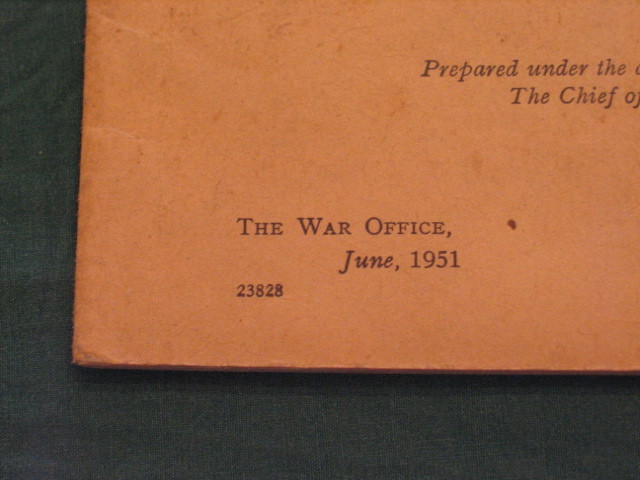 Prepared under the
The Chief of
THE WAR OFFICE,
June, 1951
23828